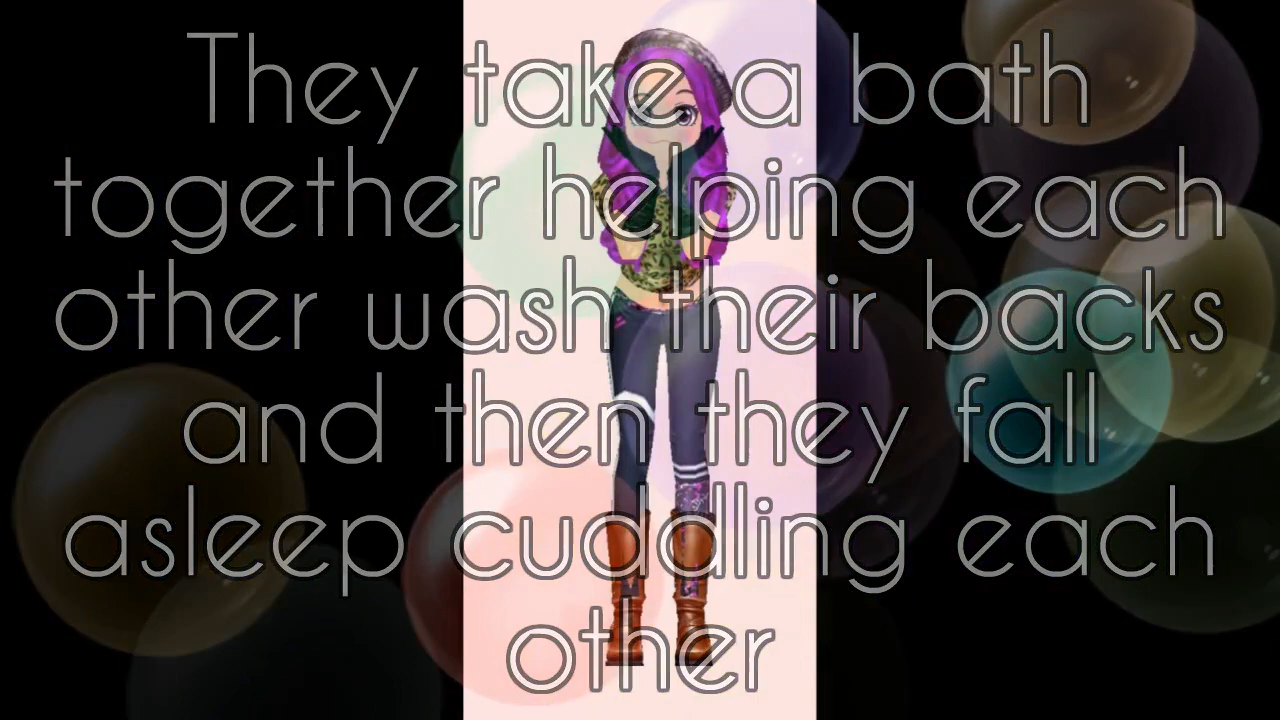 They take a bath
together helping each
other wash their backs
and then they fall
asleep cuddling each
other